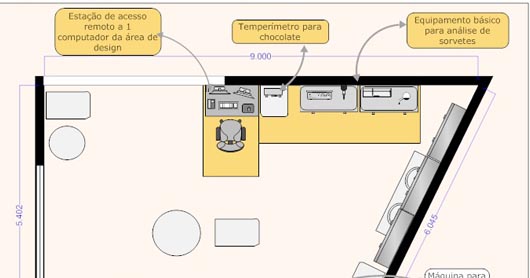 Estação de acesso
remoto a 1
computador da área de
design
Temperímetro para
chocolate
Equipamento básico
para análise de
sorvetes
9.000
5.402
6.045
Máquina para